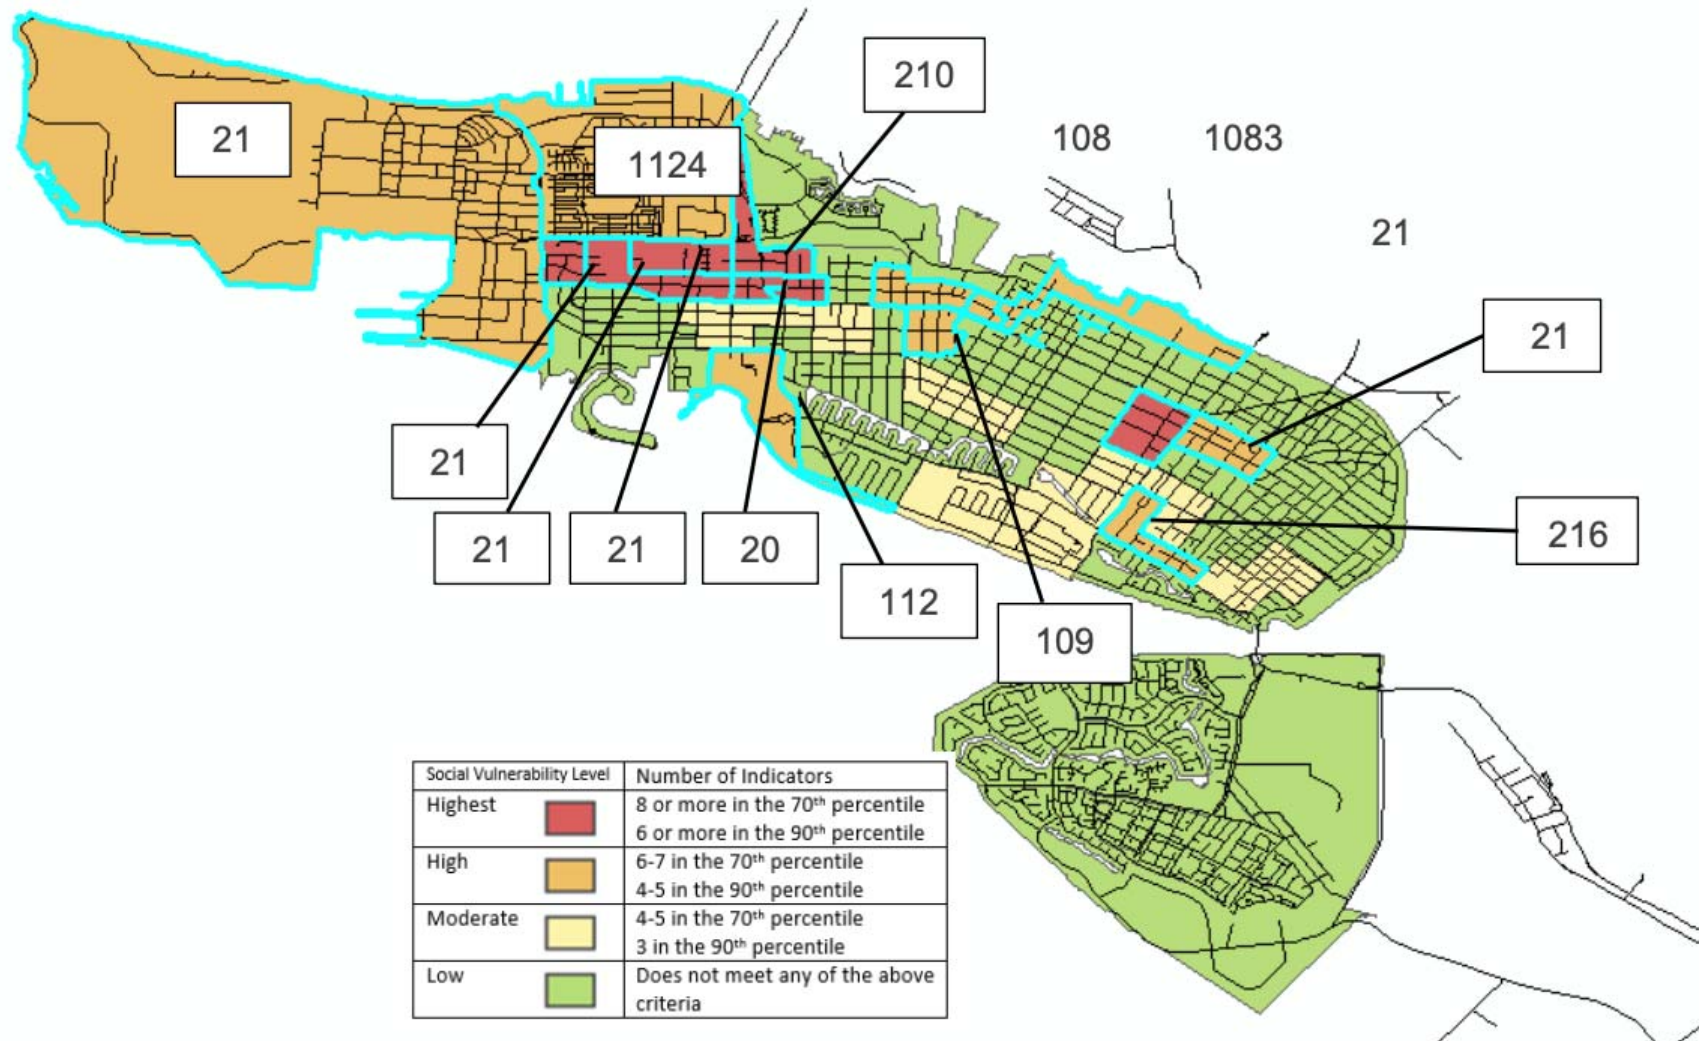 210
21
1124
108
1083
21
21
21
21
21
20
112
109
216
Social Vulnerability Level
Number of Indicators
Highest
8 or more in the 70th percentile
6 or more in the 90th percentile
High
6-7 in the 70th percentile
4-5 in the 90th percentile
Moderate
4-5 in the 70th percentile
3 in the 90th percentile
Low
Does not meet any of the above
criteria